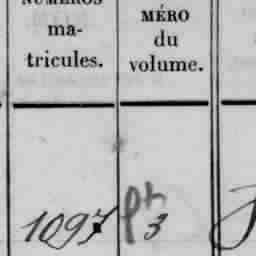 NUMÉROS
ma-
tricules.
MÉRO
du
volume.
1097
3